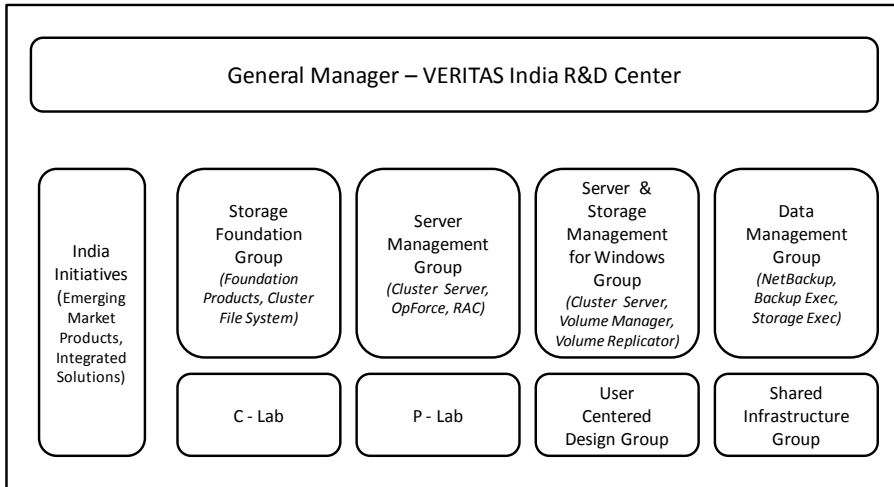 General Manager – VERITAS India R&D Center
India
Initiatives
(Emerging
Market
Products,
Integrated
Solutions)
Storage
Foundation
Group
(Foundation
Products, Cluster
File System)
Server
Management
Group
(Cluster Server,
OpForce, RAC)
Server &
Storage
Management
for Windows
Group
(Cluster Server,
Volume Manager,
Volume Replicator)
Data
Management
Group
(NetBackup,
Backup Exec,
Storage Exec)
C - Lab
P - Lab
User
Centered
Design Group
Shared
Infrastructure
Group